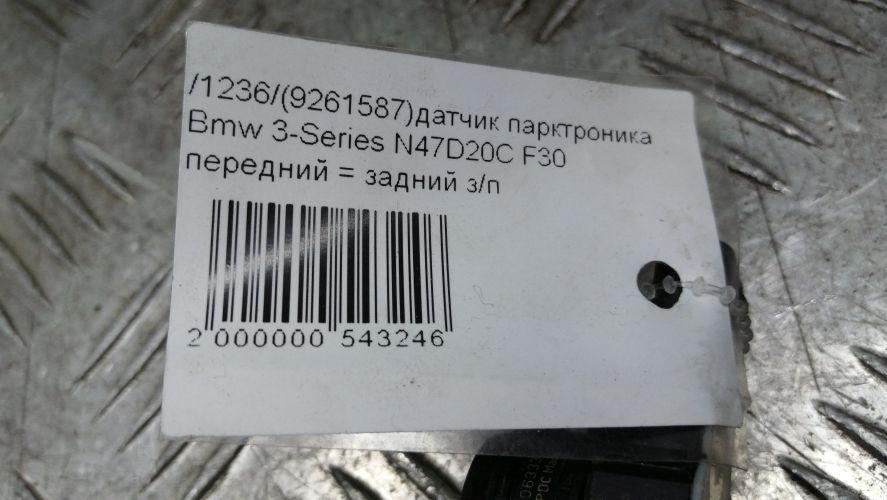 /1236/(9261587)датчик парктроника
Bmw 3-Series N47D20C F30
передний = задний з/п
2 000000 543246